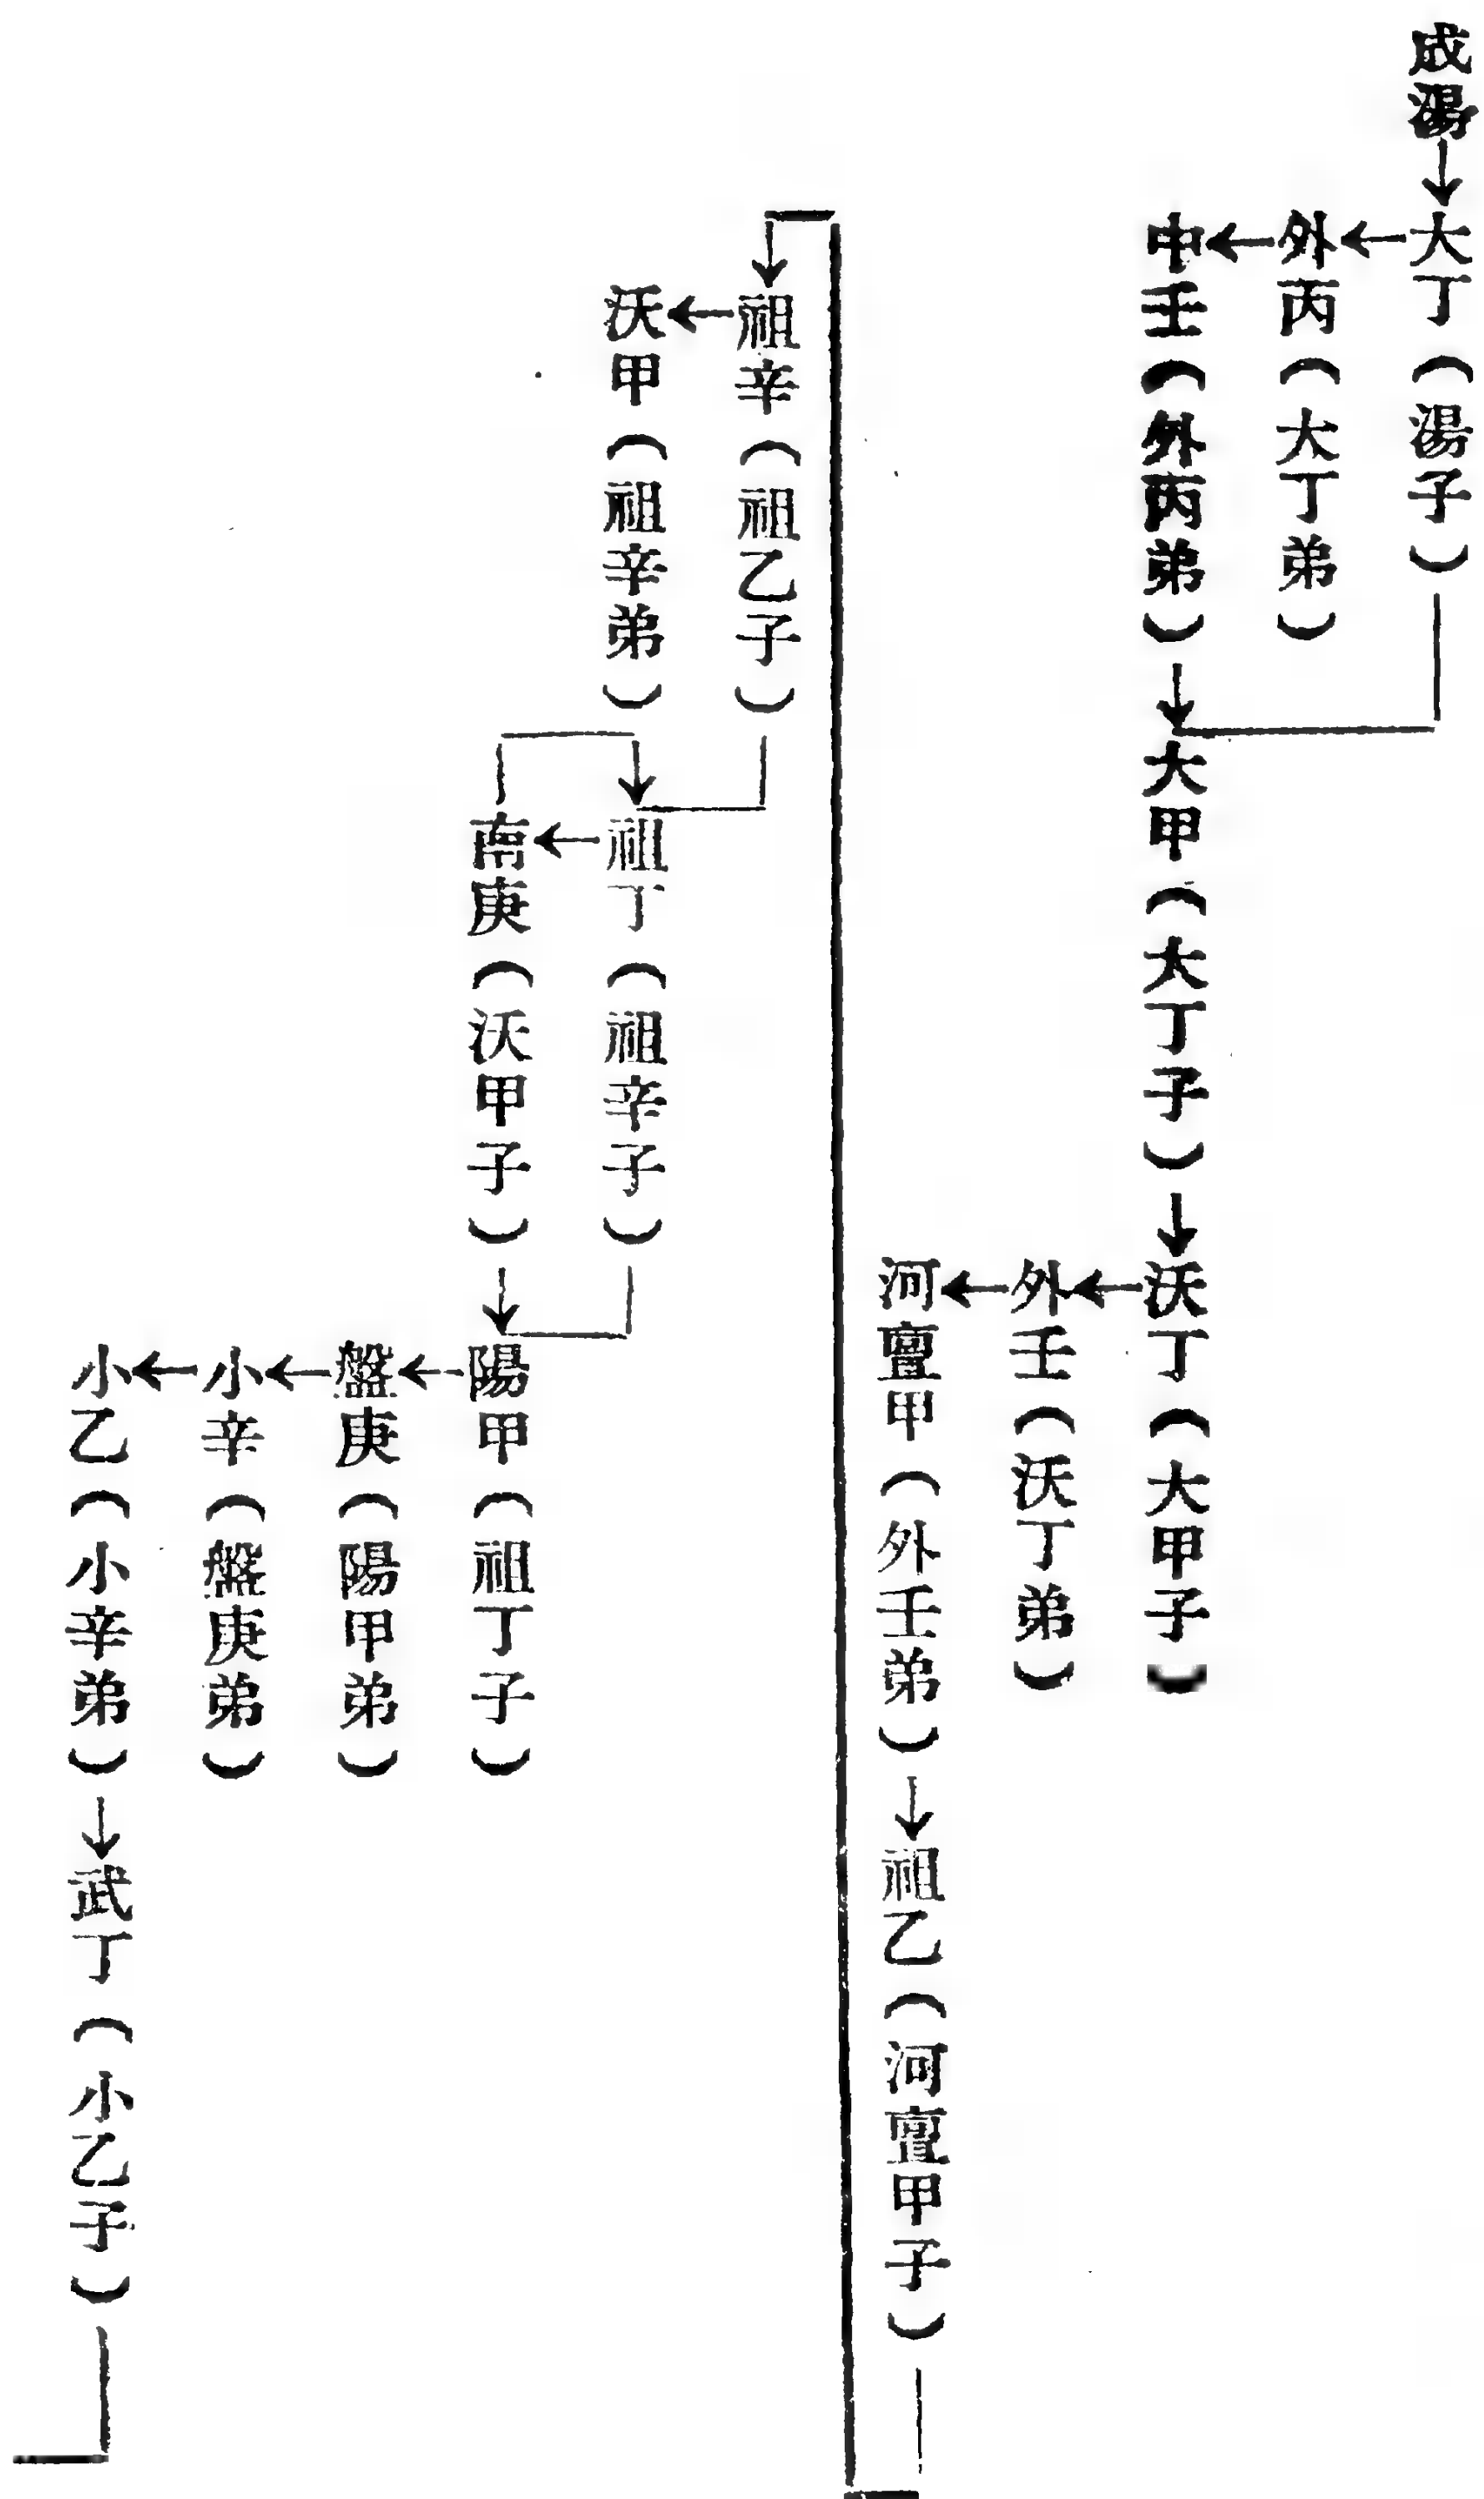 成湯
大丁（湯子）
外丙（大丁弟）
中壬（外丙弟）
大甲（大丁子）
沃丁（大甲子）
外壬（沃丁弟）
河亶甲（外壬弟）
祖乙（河亶甲子）
祖辛（祖乙子）
沃甲（祖辛弟）
祖丁（祖辛子）
南庚（沃甲子）
陽甲（祖丁子）
盤庚（陽甲弟）
小辛（盤庚弟）
小乙（小辛弟）
武丁（小乙子）